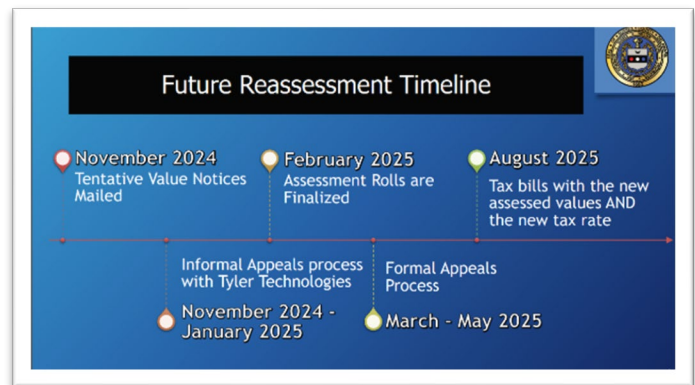 Future Reassessment Timeline
November 2024
Tentative Value Notices
Mailed
February 2025
Assessment Rolls are
Finalized
August 2025
Tax bills with the new
assessed values AND
the new tax rate
Informal Appeals process
with Tyler Technologies
November 2024 -
January 2025
Formal Appeals
Process
March - May 2025